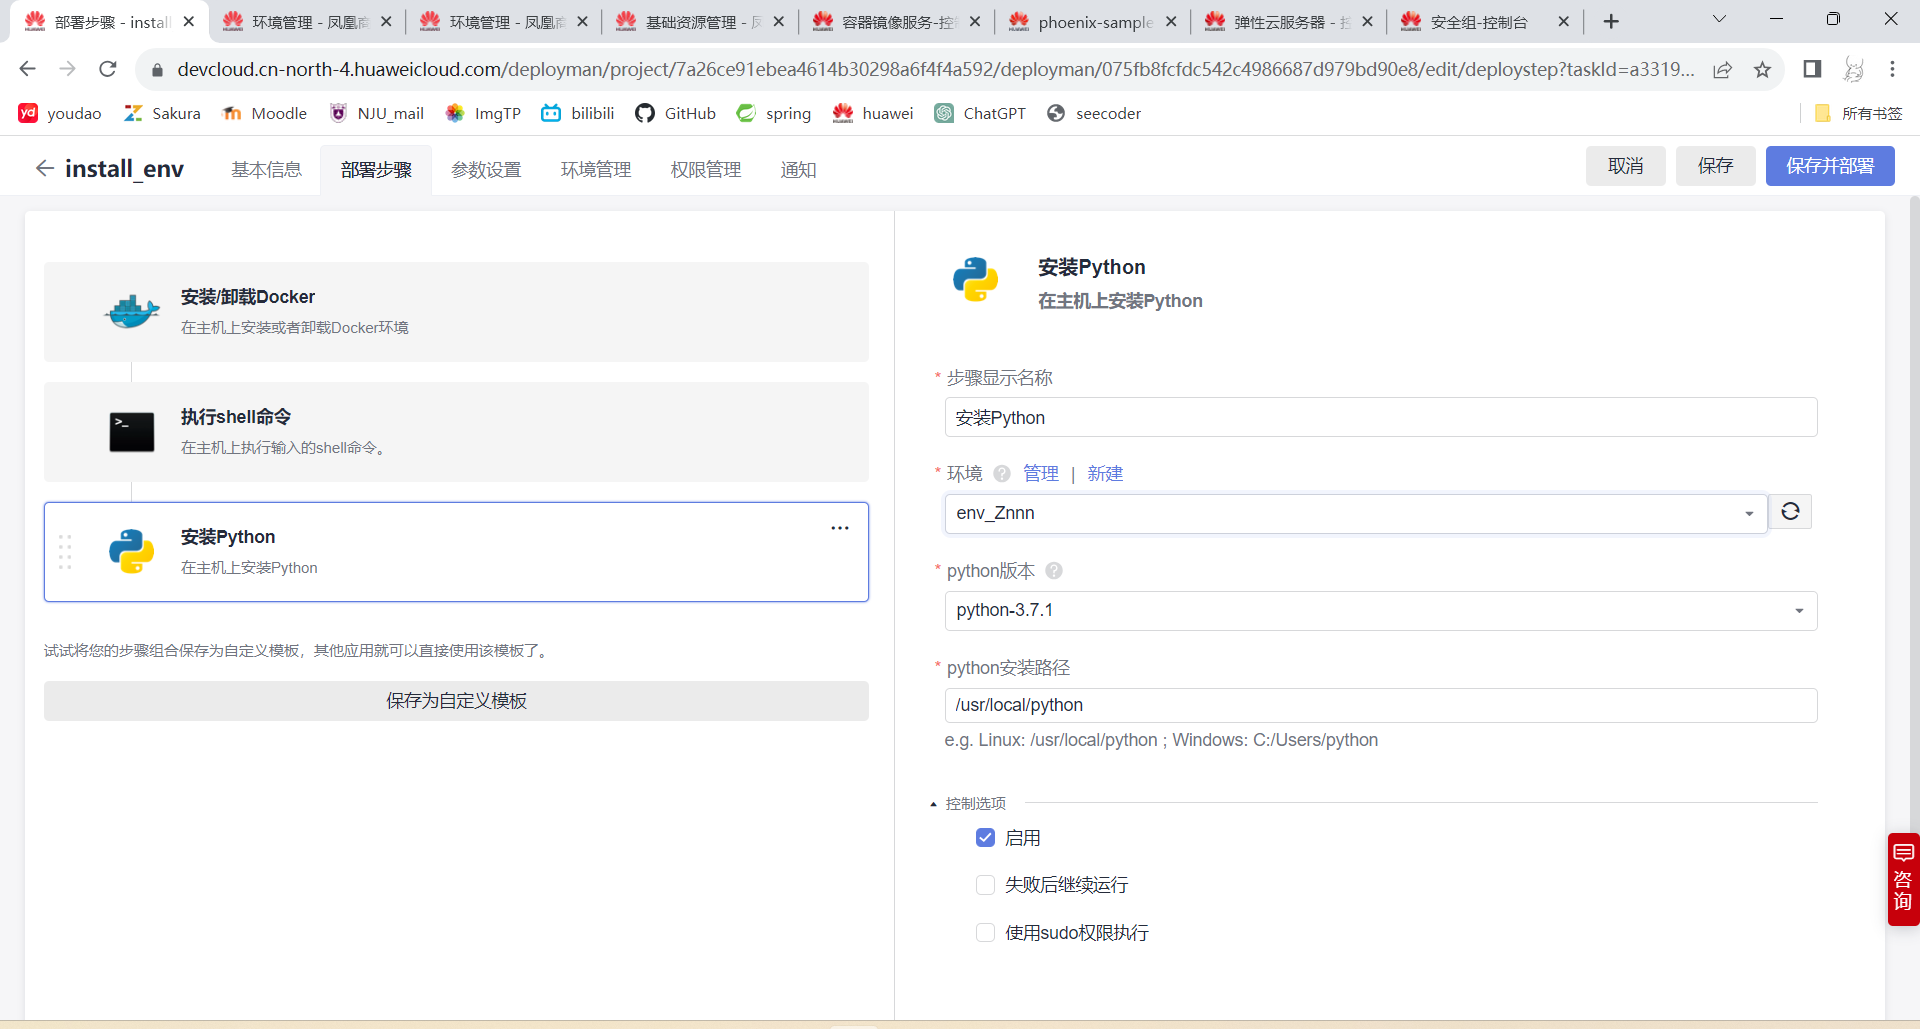 部署步骤 - install
环境管理 - 凤凰商
环境管理 - 凤凰商
基础资源管理 - 凤
容器镜像服务-控
phoenix-sample
弹性云服务器 - 控
安全组-控制台
devcloud.cn-north-4.huaweicloud.com/deployman/project/7a26ce91ebea4614b30298a6f4f4a592/deployman/075fb8fcfdc542c4986687d979bd90e8/edit/deploystep?taskId=a3319...
yd youdao
Sakura
Moodle
NJU_mail
ImgTP
bilibili
GitHub
spring
huawei
ChatGPT
seecoder
所有书签
install_env
基本信息
部署步骤
参数设置
环境管理
权限管理
通知
取消
保存
保存并部署
安装/卸载Docker
在主机上安装或者卸载Docker环境
执行shell命令
在主机上执行输入的shell命令。
安装Python
在主机上安装Python
试试将您的步骤组合保存为自定义模板，其他应用就可以直接使用该模板了。
保存为自定义模板
安装Python
在主机上安装Python
* 步骤显示名称
安装Python
* 环境 ? 管理 | 新建
env_Znnn
* python版本 ?
python-3.7.1
* python安装路径
/usr/local/python
e.g. Linux: /usr/local/python ; Windows: C:/Users/python
控制选项
启用
失败后继续运行
使用sudo权限执行
咨询